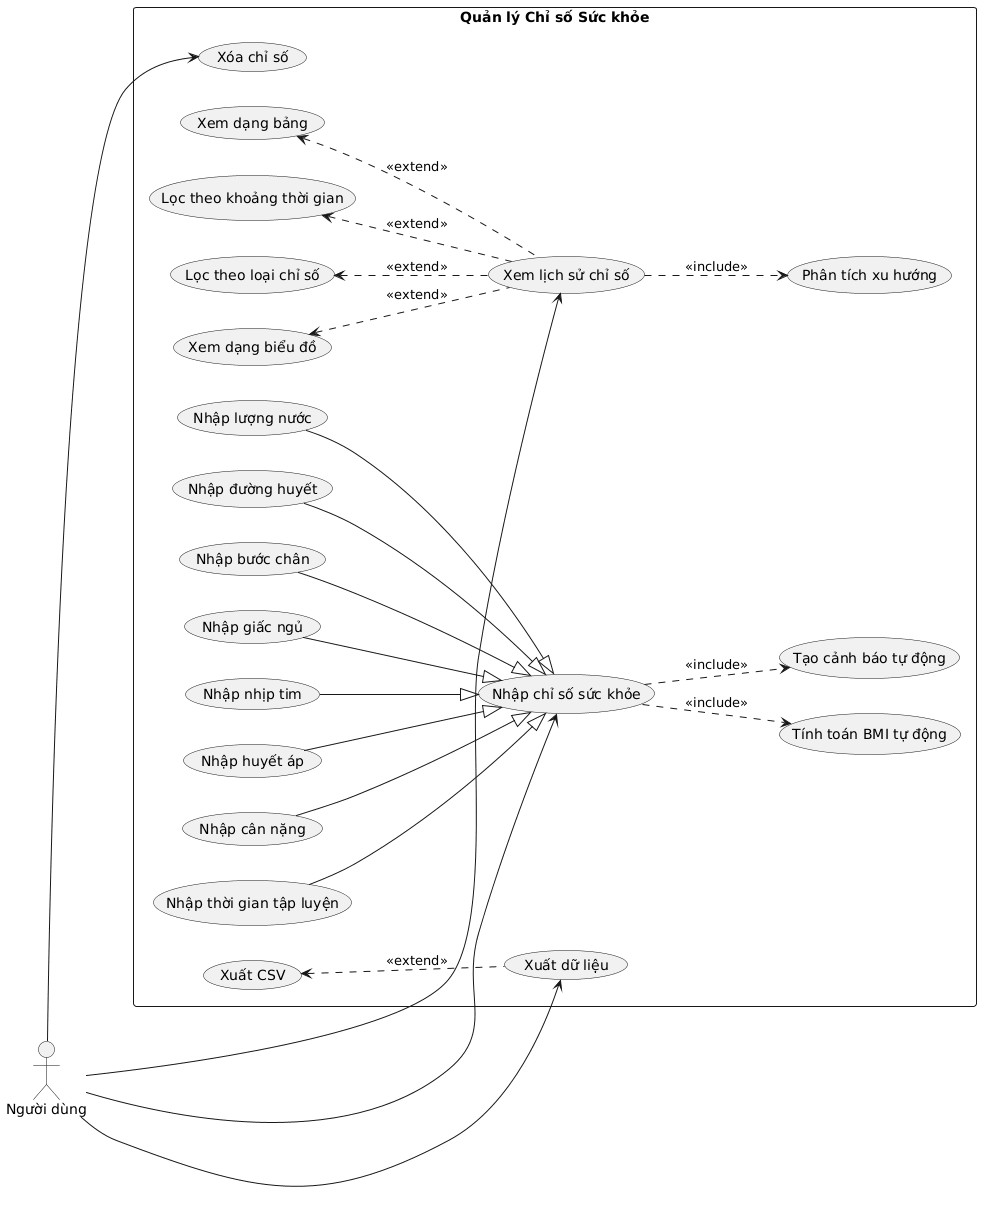 Quản lý Chỉ số Sức khỏe
Xóa chỉ số
Xem dạng bảng
«extend»
Lọc theo khoảng thời gian
«extend»
Lọc theo loại chỉ số
«extend»
Xem lịch sử chỉ số
«include»
Phân tích xu hướng
«extend»
Xem dạng biểu đồ
Nhập lượng nước
Nhập đường huyết
Nhập bước chân
Nhập giấc ngủ
Nhập nhịp tim
Nhập chỉ số sức khỏe
«include»
Tạo cảnh báo tự động
«include»
Tính toán BMI tự động
Nhập huyết áp
Nhập cân nặng
Nhập thời gian tập luyện
Xuất CSV
«extend»
Xuất dữ liệu
Người dùng